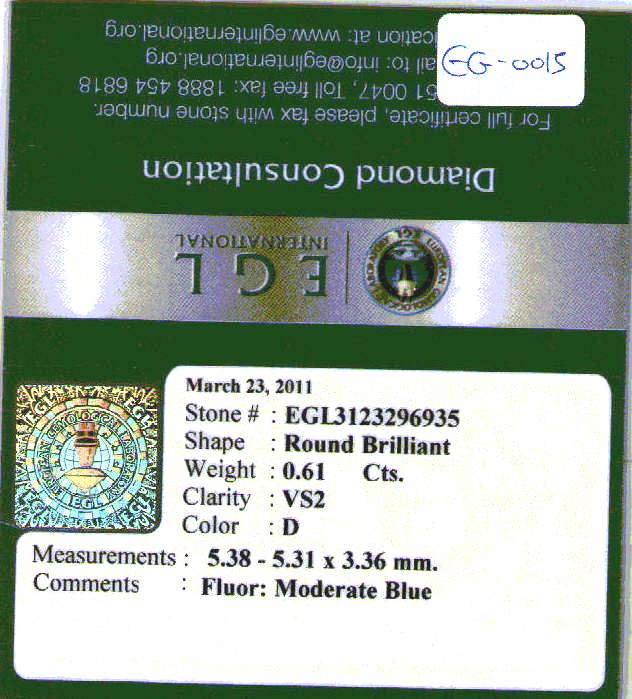 For full certificate, please fax with stone number.
51 0047, Toll free fax: 1888 454 6818
ail to: info@eglinternational.org
ication at: www.eglinternational.org
EG-0015
Diamond Consultation
EGL
INTERNATIONAL
March 23, 2011
Stone # : EGL3123296935
Shape : Round Brilliant
Weight : 0.61 Cts.
Clarity : VS2
Color : D
Measurements : 5.38 - 5.31 x 3.36 mm.
Comments : Fluor: Moderate Blue